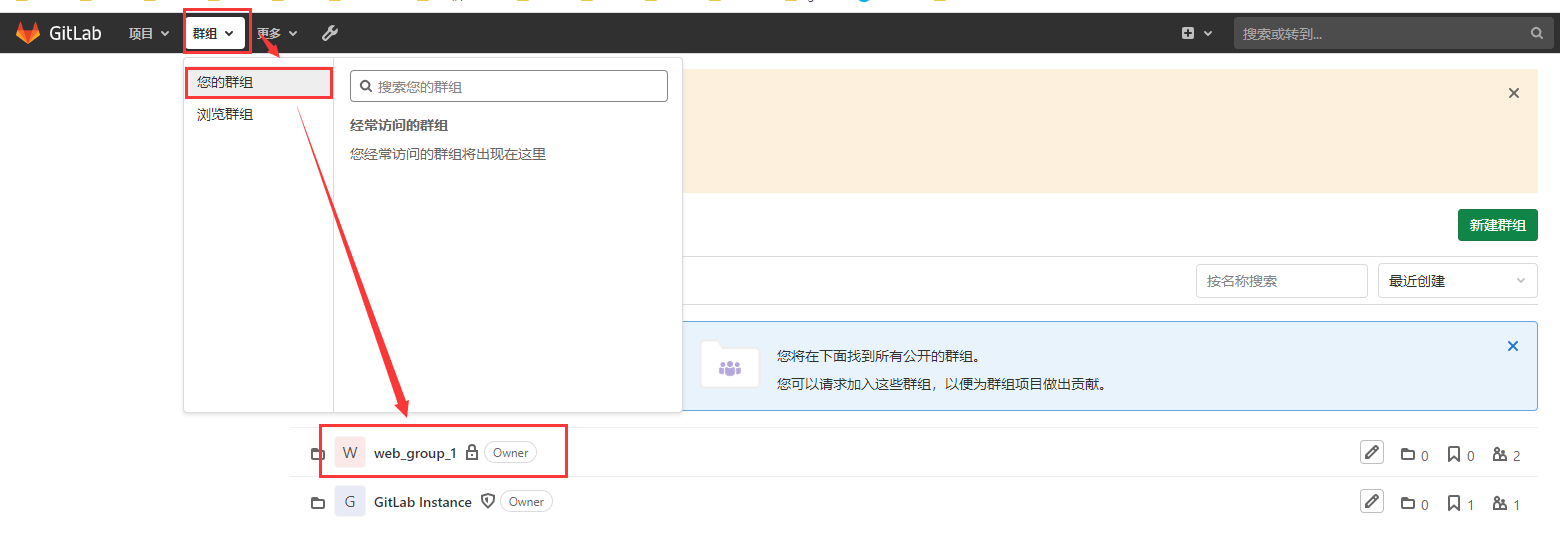 GitLab 项目 群组 更多 搜索或转到...
您的群组
浏览群组
搜索您的群组
经常访问的群组
您经常访问的群组将出现在这里
新建群组
按名称搜索 最近创建
您将在下面找到所有公开的群组。
您可以请求加入这些群组，以便为群组项目做出贡献。
W web_group_1 Owner 0 0 2
G GitLab Instance Owner 0 1 1